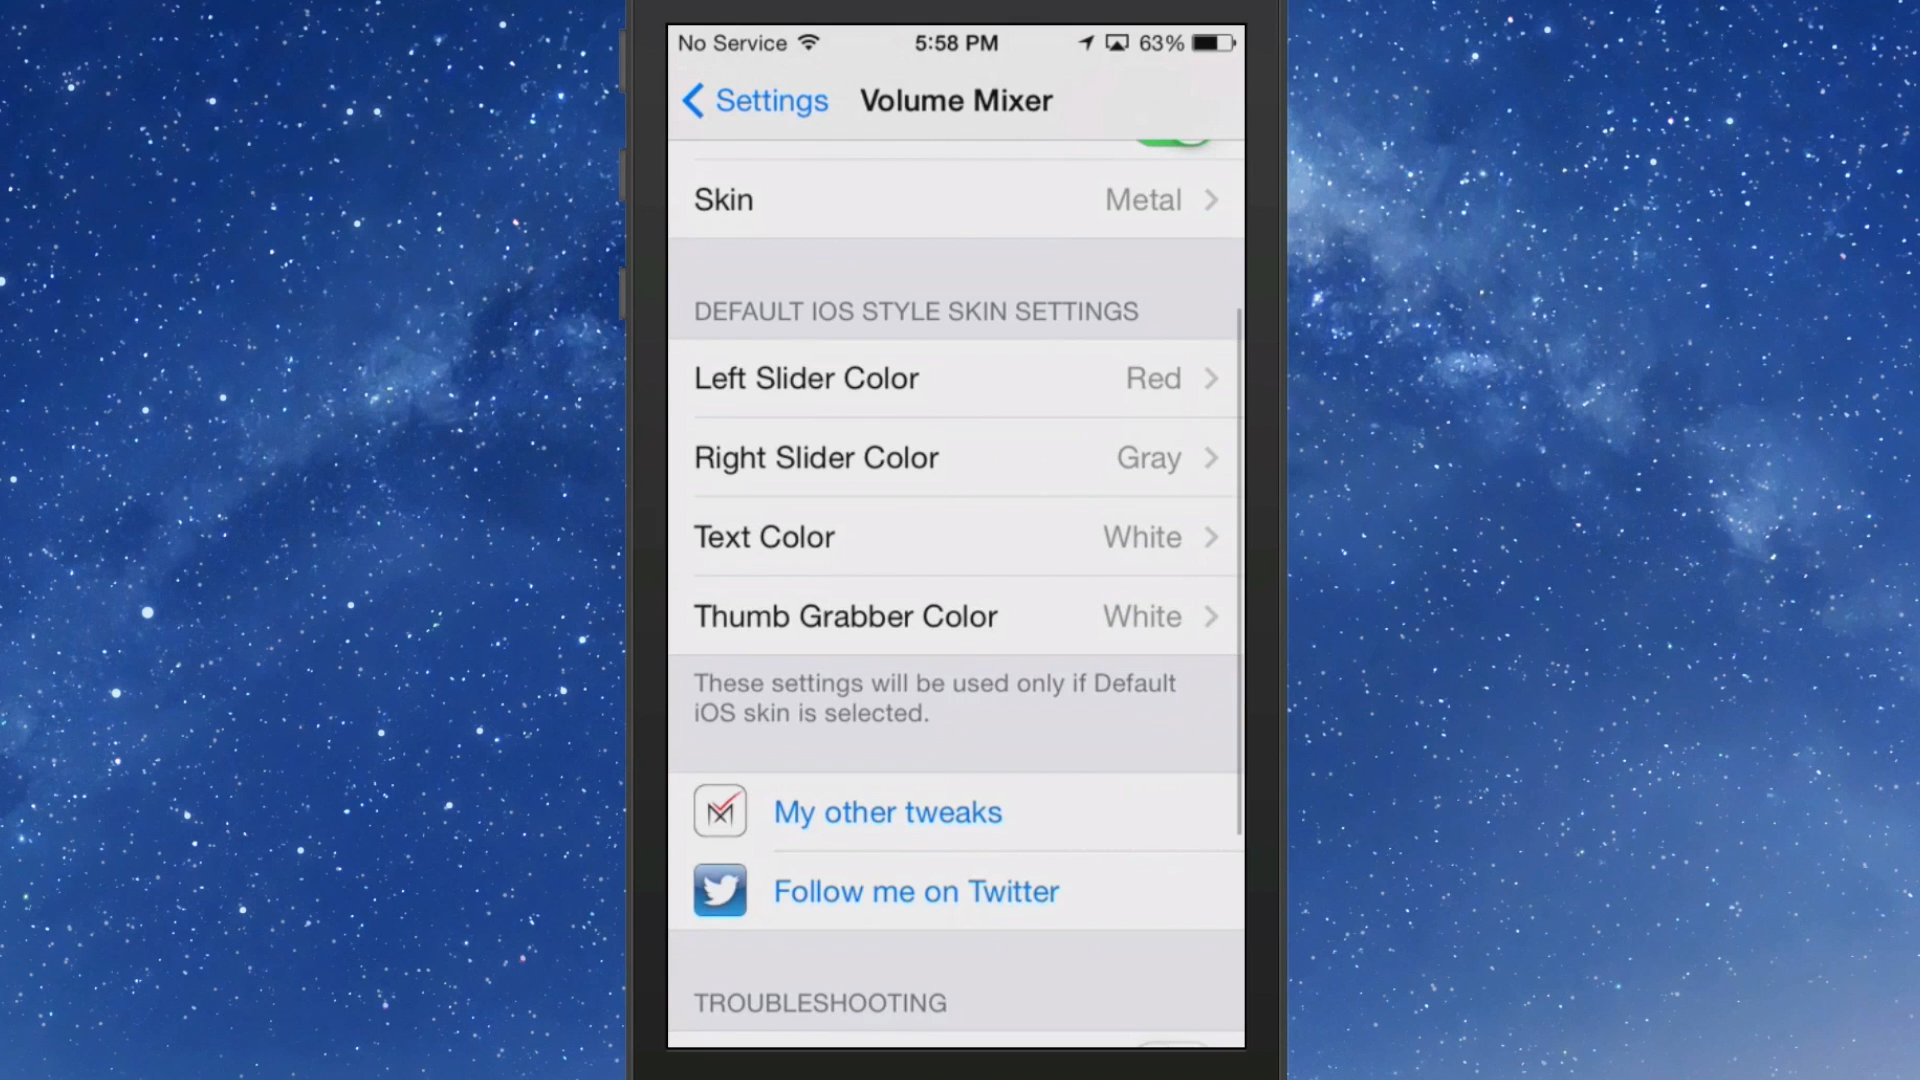 No Service 5:58 PM 63%
Settings Volume Mixer
Skin Metal
DEFAULT IOS STYLE SKIN SETTINGS
Left Slider Color Red
Right Slider Color Gray
Text Color White
Thumb Grabber Color White
These settings will be used only if Default
iOS skin is selected.
My other tweaks
Follow me on Twitter
TROUBLESHOOTING